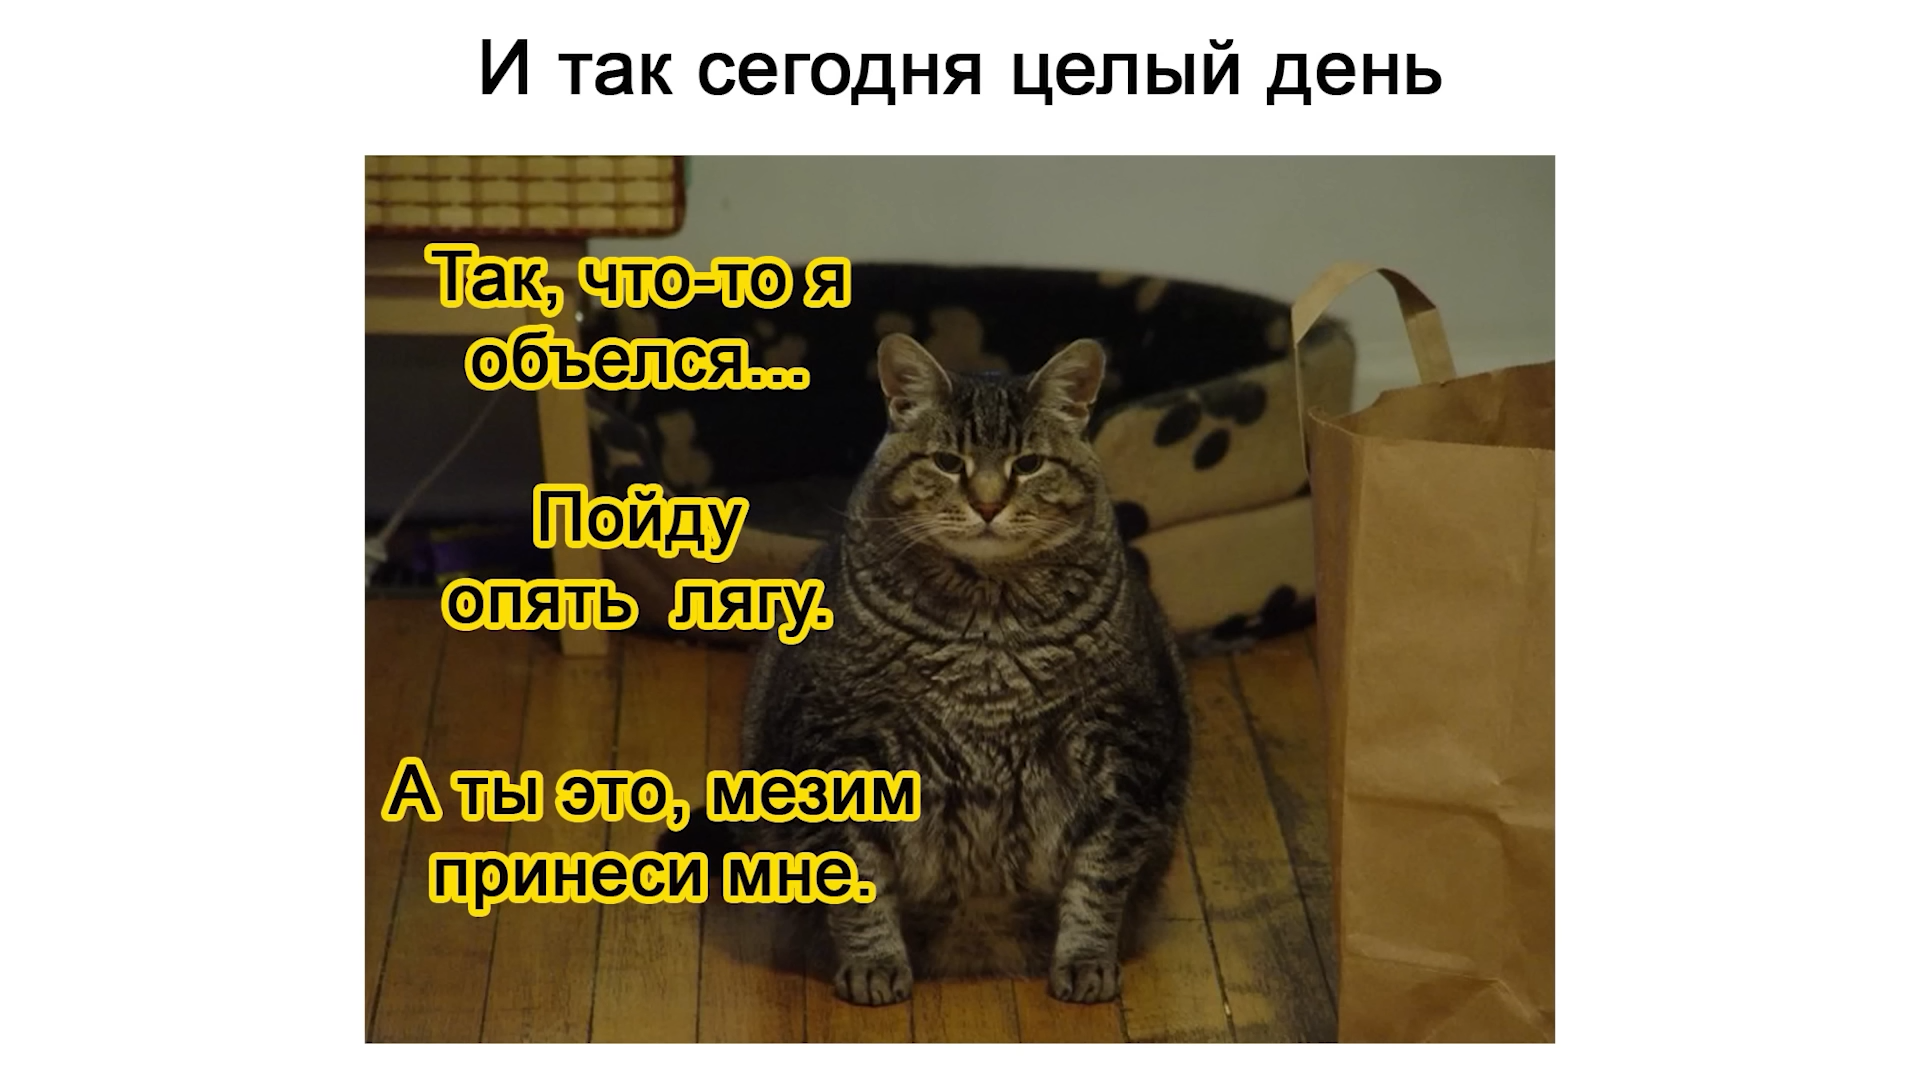 И так сегодня целый день
Так, что-то я
объелся...
Пойду
опять лягу.
А ты это, мезим
принеси мне.